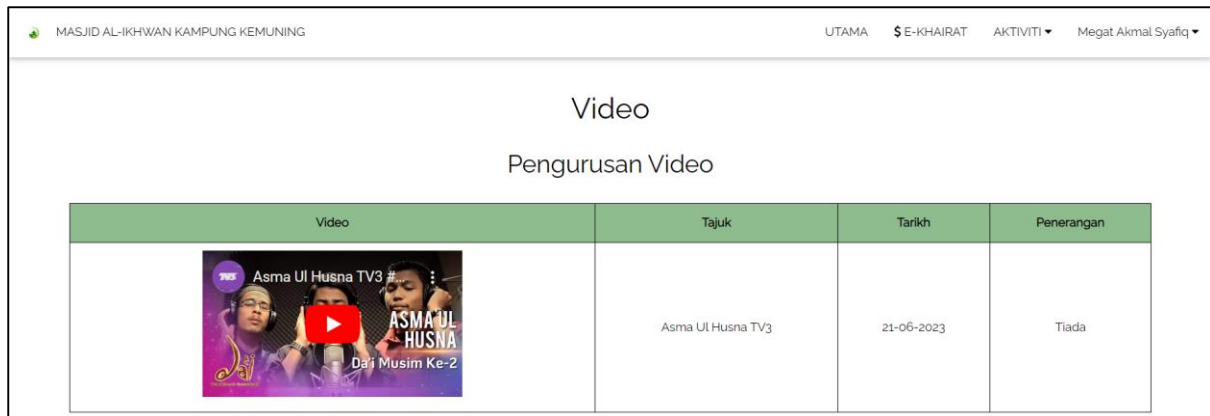 MASJID AL-IKHWAN KAMPUNG KEMUNING UTAMA $ E-KHAIRAT AKTIVITI Megat Akmal Syafiq
Video
Pengurusan Video
Video Tajuk Tarikh Penerangan
TV3 Asma Ul Husna TV3 #...
ASMA'UL
HUSNA
Da'i Musim Ke-2
Asma Ul Husna TV3 21-06-2023 Tiada